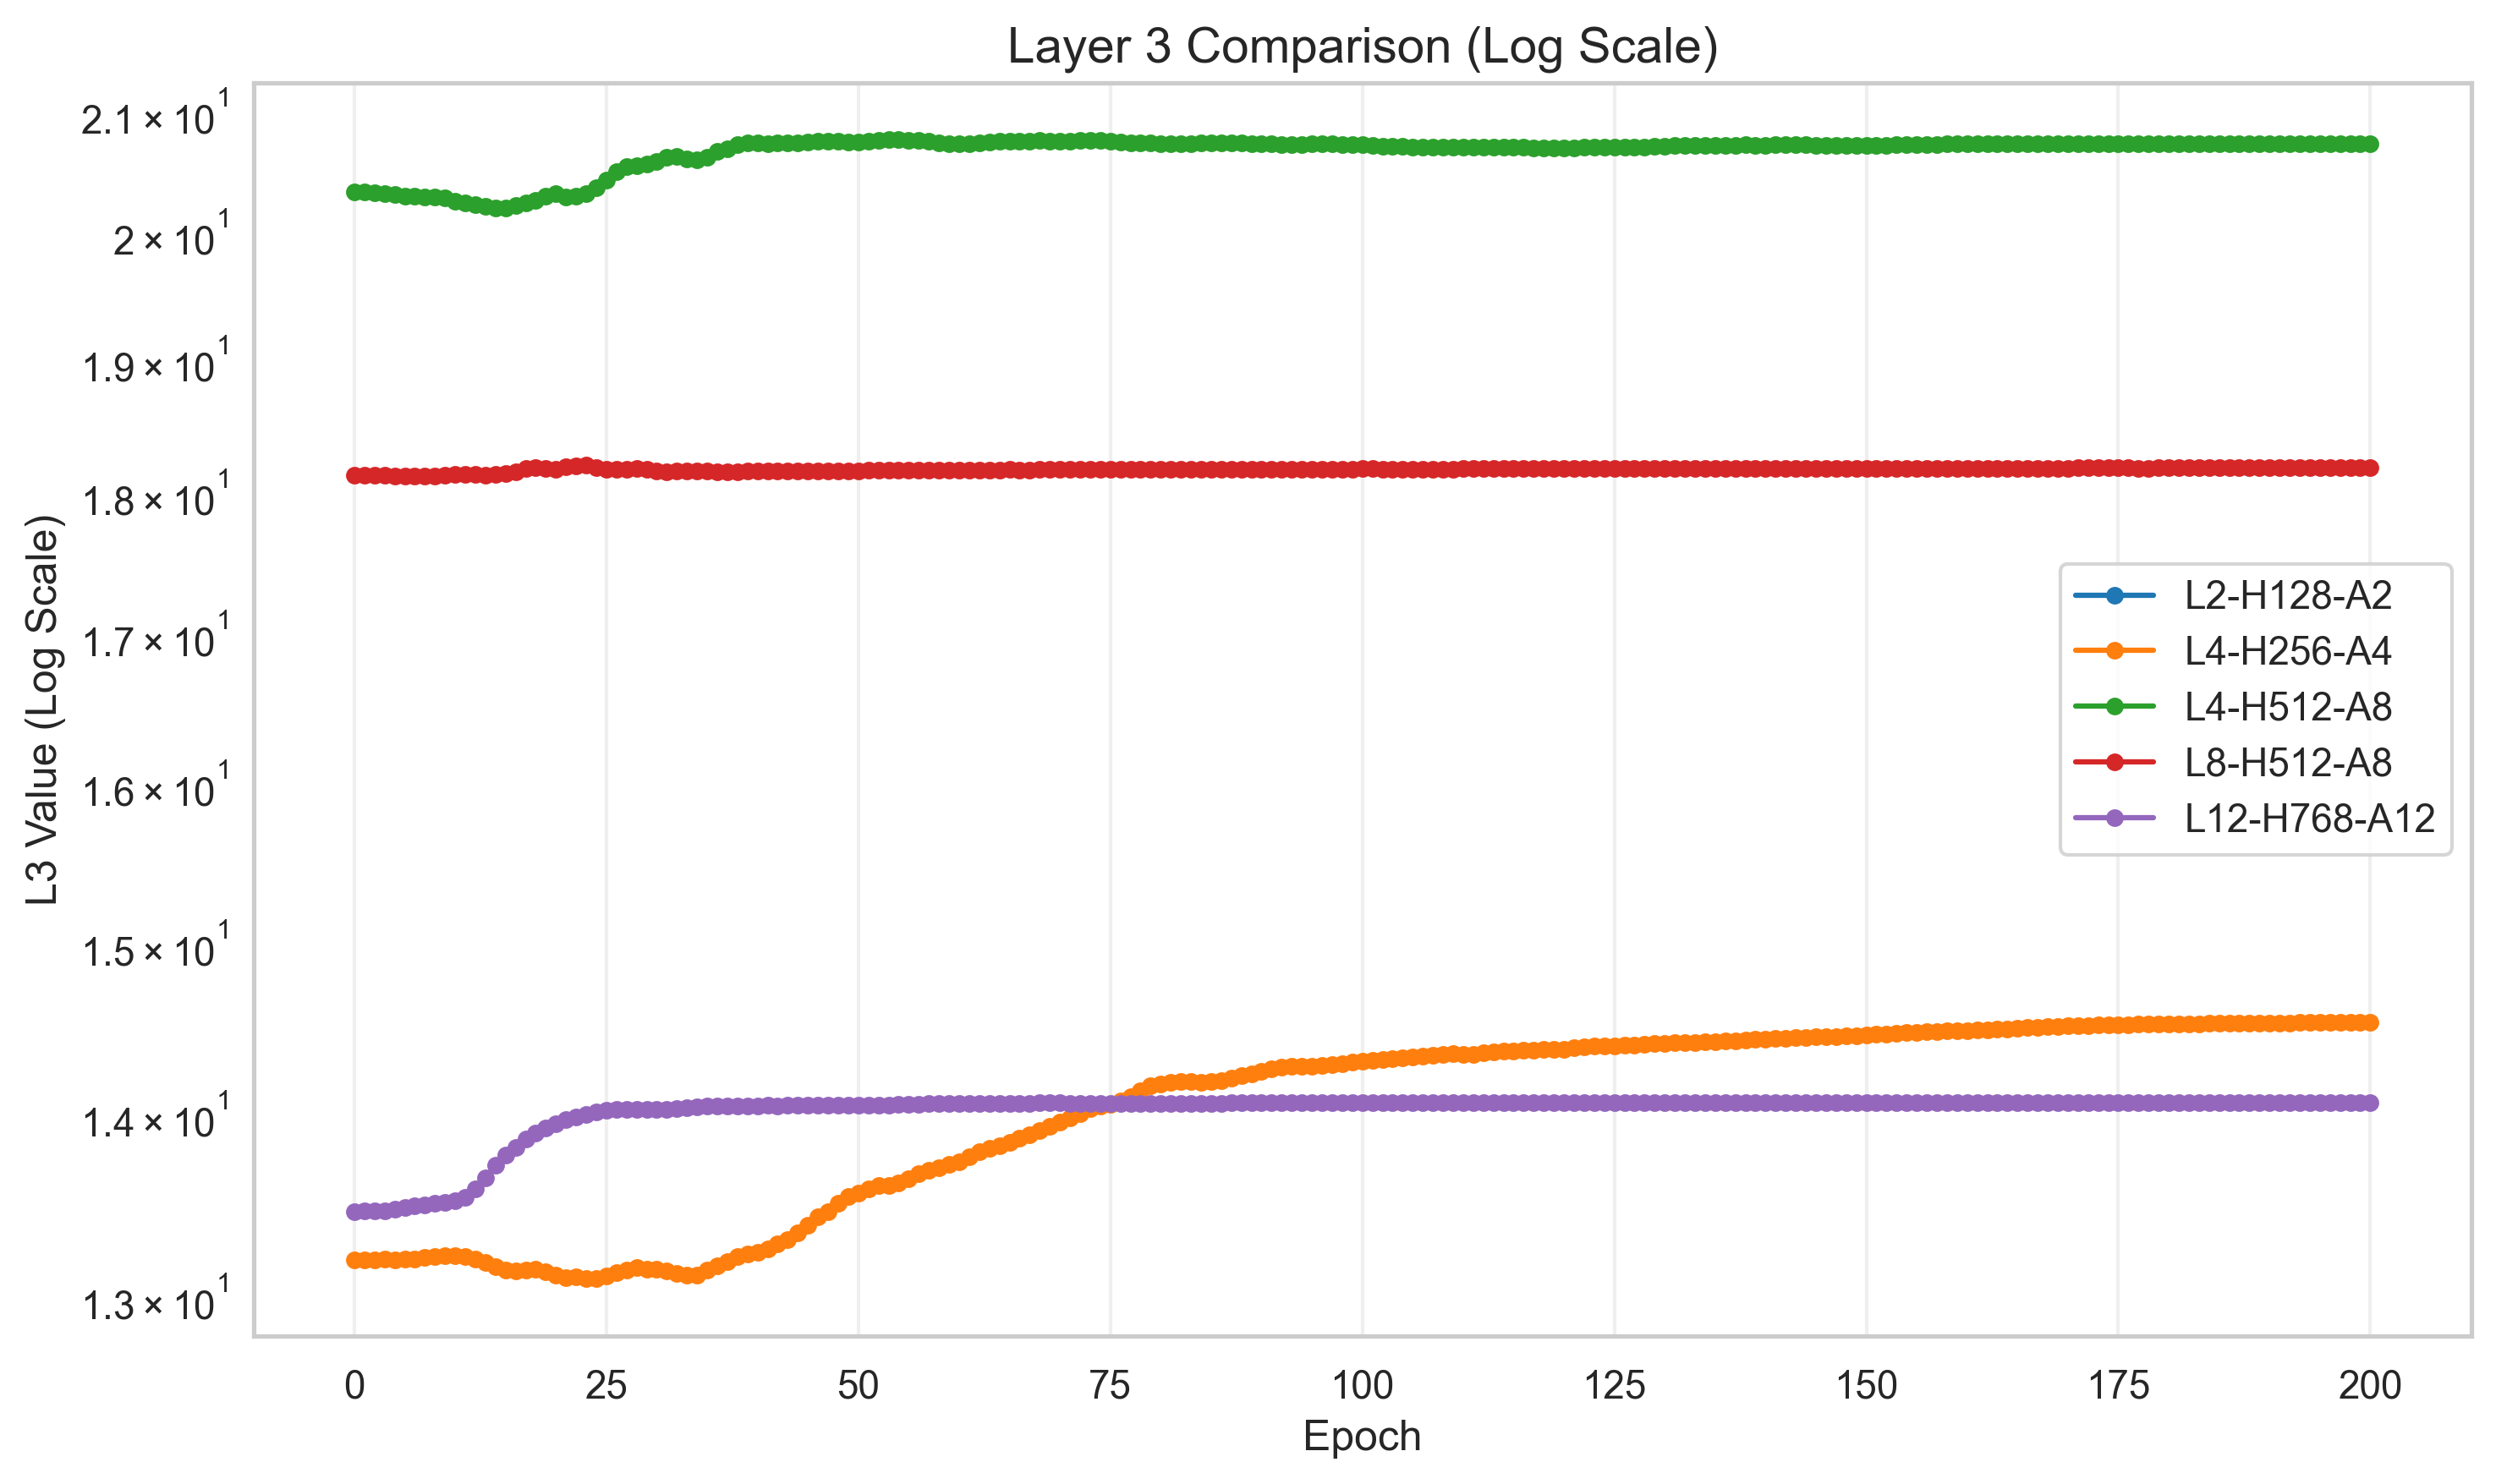 Layer 3 Comparison (Log Scale)
2.1×10¹
2×10¹
1.9×10¹
1.8×10¹
1.7×10¹
1.6×10¹
1.5×10¹
1.4×10¹
1.3×10¹
L3 Value (Log Scale)
L2-H128-A2
L4-H256-A4
L4-H512-A8
L8-H512-A8
L12-H768-A12
0 25 50 75 100 125 150 175 200
Epoch